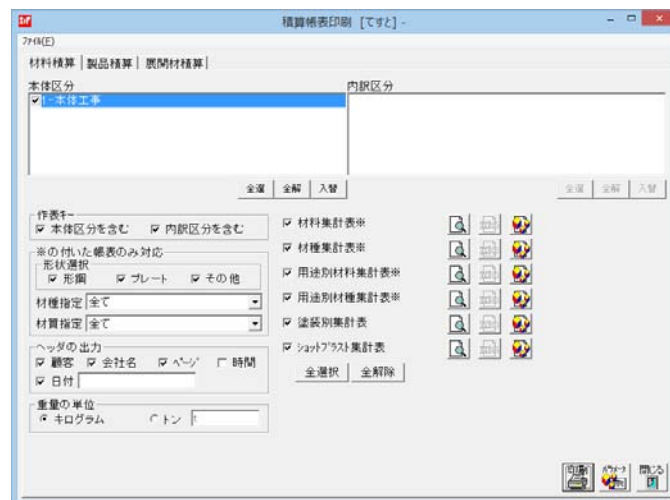 積算帳表印刷 [てすと] -
ファイル(E)
材料積算 製品積算 展開材積算
本体区分 内訳区分
1-本体工事
全選 全解 入替 全選 全解 入替
作表キー
本体区分を含む 内訳区分を含む
※の付いた帳表のみ対応
形状選択
形鋼 プレート その他
材種指定 全て
材質指定 全て
ヘッダの出力
顧客 会社名 ページ 時間
日付
重量の単位
キログラム トン
材料集計表※
材種集計表※
用途別材料集計表※
用途別材種集計表※
塗装別集計表
ショットブラスト集計表
全選択 全解除
印刷 パラメータ 閉じる